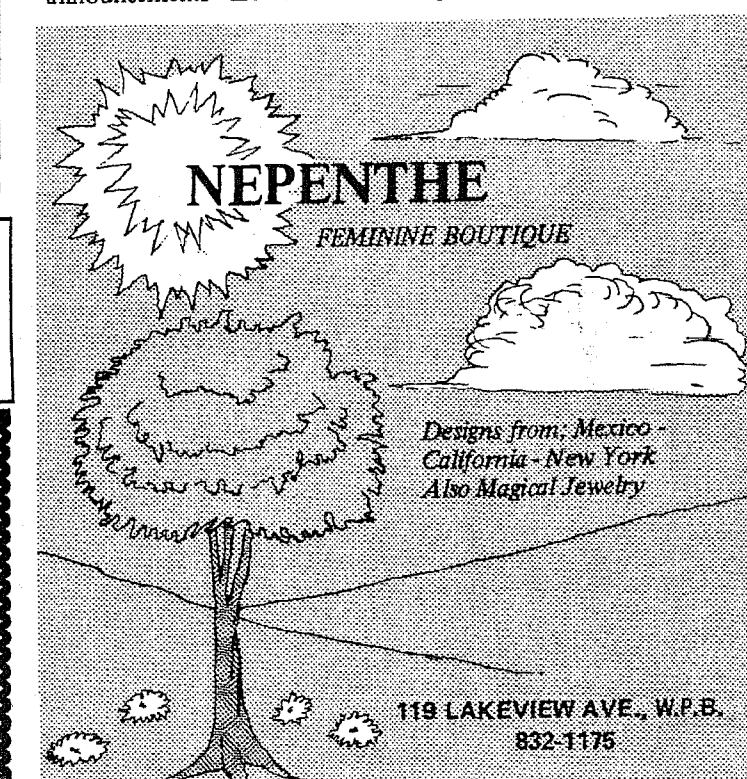 NEPENTHE
FEMININE BOUTIQUE
Designs from; Mexico -
California - New York
Also Magical Jewelry
119 LAKEVIEW AVE., W.P.B.
832-1175